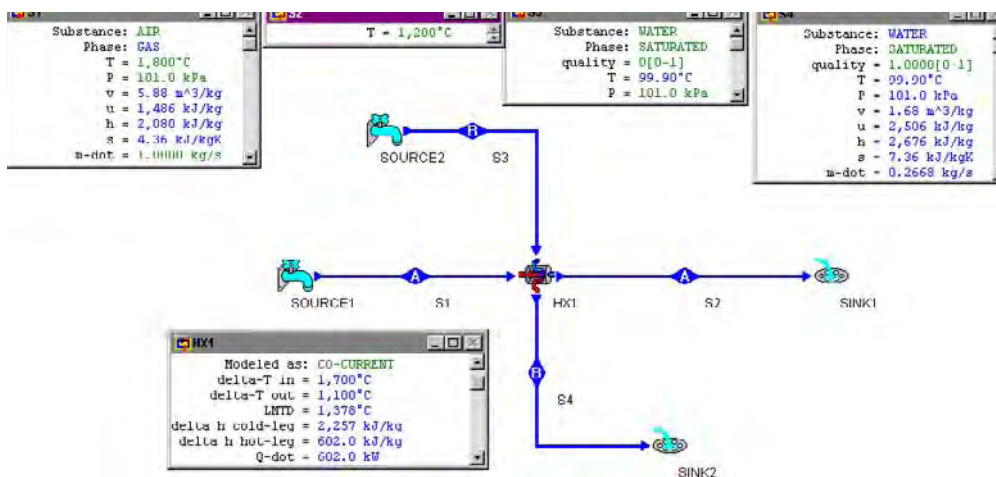 S1
Substance: AIR
Phase: GAS
T = 1,800°C
P = 101.0 kPa
v = 5.88 m^3/kg
u = 1,486 kJ/kg
h = 2,080 kJ/kg
s = 4.36 kJ/kgK
m-dot = 1.0000 kg/s
S2
T = 1,200°C
S3
Substance: WATER
Phase: SATURATED
quality = 0[0-1]
T = 99.90°C
P = 101.0 kPa
S4
Substance: WATER
Phase: SATURATED
quality = 1.0000[0-1]
T = 99.90°C
P = 101.0 kPa
v = 1.68 m^3/kg
u = 2,506 kJ/kg
h = 2,676 kJ/kg
s = 7.36 kJ/kgK
m-dot = 0.2668 kg/s
B
SOURCE2
S3
A
A
SOURCE1
S1
HX1
S2
SINK1
HX1
Modeled as: CO-CURRENT
delta-T in = 1,700°C
delta-T out = 1,100°C
LMTD = 1,378°C
delta h cold-leg = 2,257 kJ/kg
delta h hot-leg = 602.0 kJ/kg
Q-dot = 602.0 kW
B
S4
SINK2